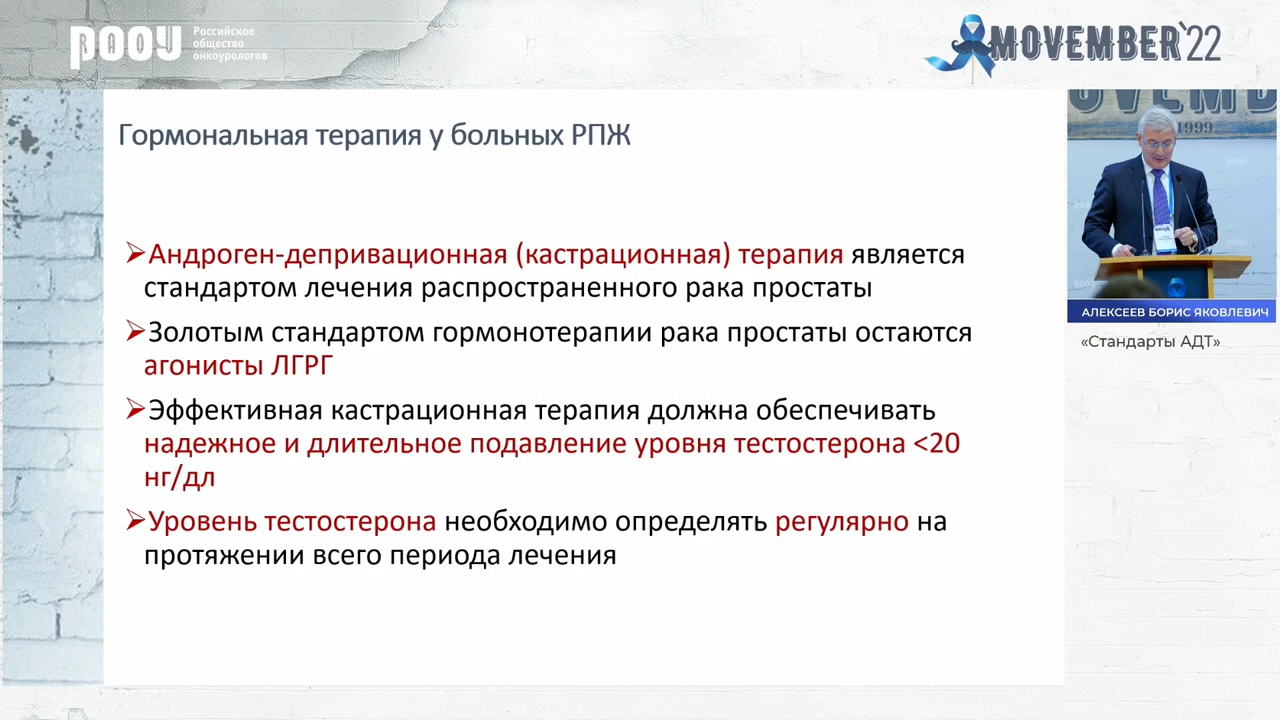 РООУ
Российское
общество
онкоурологов
MOVEMBER'22
Гормональная терапия у больных РПЖ
Андроген-депривационная (кастрационная) терапия является
стандартом лечения распространенного рака простаты
Золотым стандартом гормонотерапии рака простаты остаются
агонисты ЛГРГ
Эффективная кастрационная терапия должна обеспечивать
надежное и длительное подавление уровня тестостерона <20
нг/дл
Уровень тестостерона необходимо определять регулярно на
протяжении всего периода лечения
OVEMB
1999
АЛЕКСЕЕВ БОРИС ЯКОВЛЕВИЧ
«Стандарты АДТ»